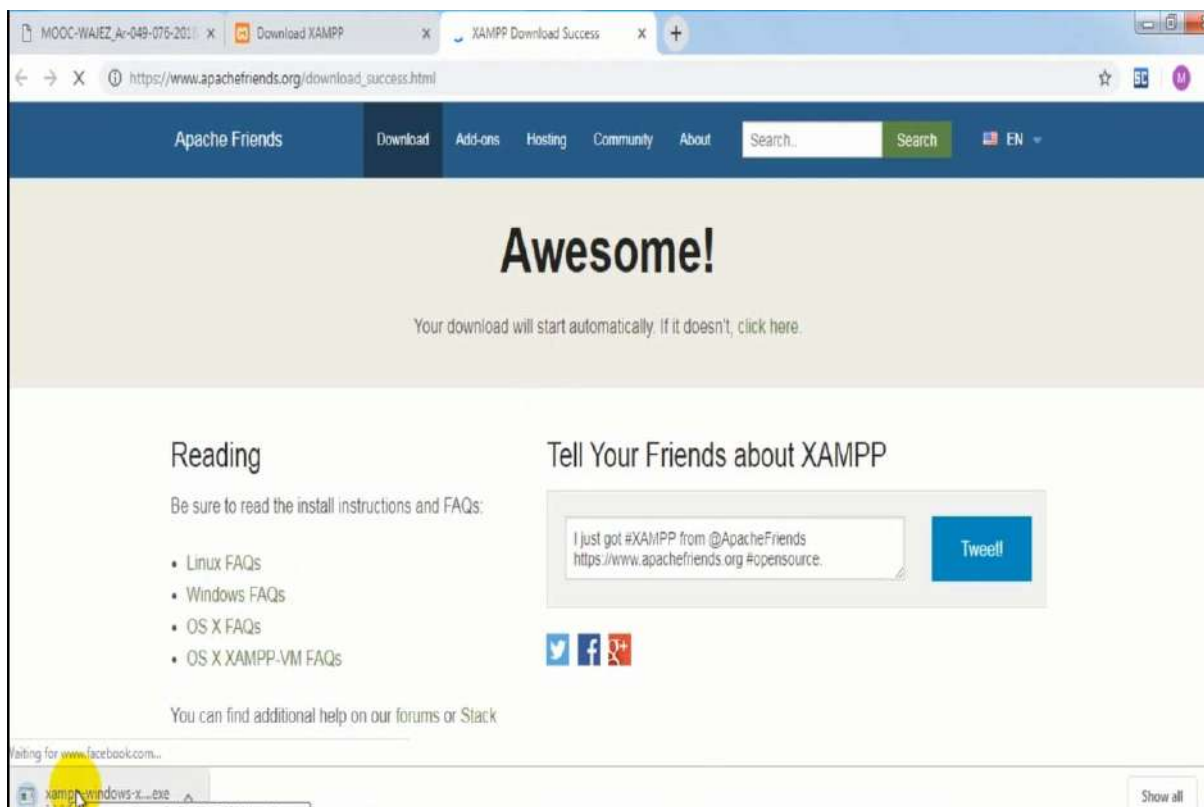 MOOC-WAJEZ_Ar-049-076-201
Download XAMPP
XAMPP Download Success
https://www.apachefriends.org/download_success.html
SC
M
Apache Friends
Download Add-ons Hosting Community About Search.. Search EN
Awesome!
Your download will start automatically. If it doesn't, click here.
Reading
Be sure to read the install instructions and FAQs:
• Linux FAQs
• Windows FAQs
• OS X FAQs
• OS X XAMPP-VM FAQs
You can find additional help on our forums or Stack
Tell Your Friends about XAMPP
I just got #XAMPP from @ApacheFriends
https://www.apachefriends.org #opensource.
Tweet!
Waiting for www.facebook.com...
xampp-windows-x....exe
Show all